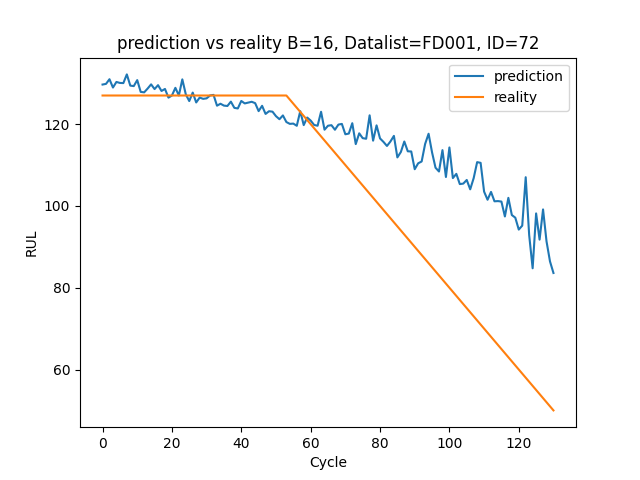 prediction vs reality B=16, Datalist=FD001, ID=72
prediction
reality
RUL
120
100
80
60
0 20 40 60 80 100 120
Cycle